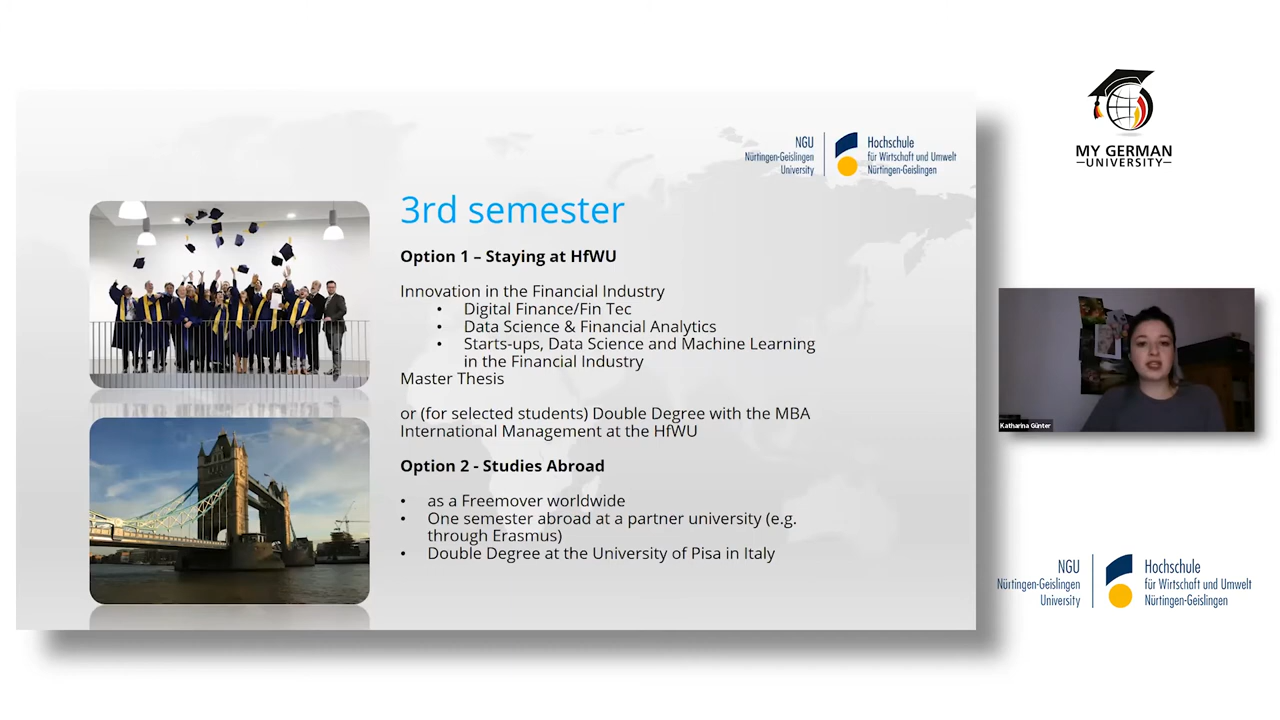 NGU
Nürtingen-Geislingen
University
Hochschule
für Wirtschaft und Umwelt
Nürtingen-Geislingen
3rd semester
Option 1 – Staying at HfWU
Innovation in the Financial Industry
• Digital Finance/Fin Tec
• Data Science & Financial Analytics
• Starts-ups, Data Science and Machine Learning
in the Financial Industry
Master Thesis
or (for selected students) Double Degree with the MBA
International Management at the HfWU
Option 2 - Studies Abroad
• as a Freemover worldwide
• One semester abroad at a partner university (e.g.
through Erasmus)
• Double Degree at the University of Pisa in Italy
MY GERMAN
UNIVERSITY
Katharina Günter
NGU
Nürtingen-Geislingen
University
Hochschule
für Wirtschaft und Umwelt
Nürtingen-Geislingen